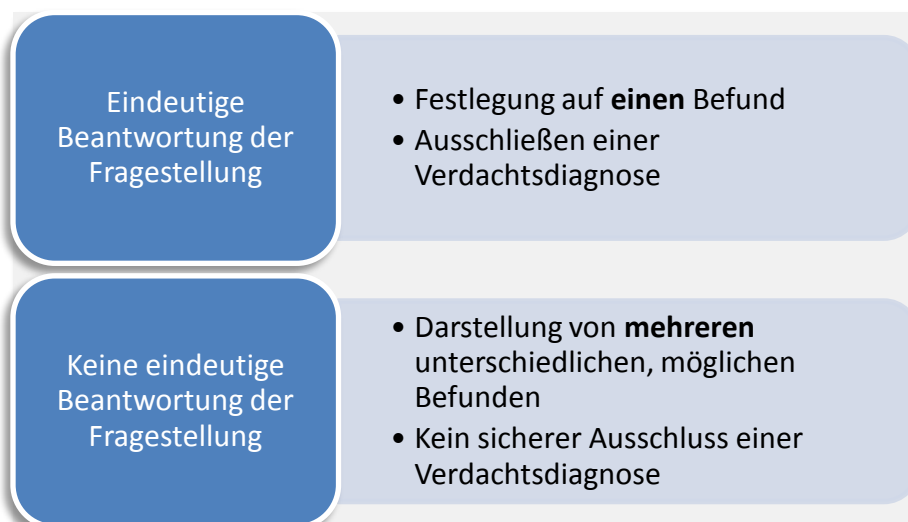 Eindeutige
Beantwortung der
Fragestellung
• Festlegung auf einen Befund
• Ausschließen einer
Verdachtsdiagnose
Keine eindeutige
Beantwortung der
Fragestellung
• Darstellung von mehreren
unterschiedlichen, möglichen
Befunden
• Kein sicherer Ausschluss einer
Verdachtsdiagnose